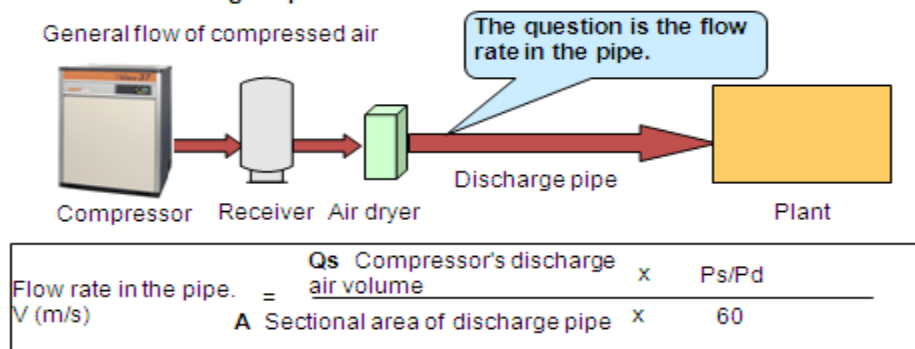 General flow of compressed air
The question is the flow
rate in the pipe.
Discharge pipe
Compressor Receiver Air dryer
Plant
Flow rate in the pipe.
V (m/s)
=
Qs Compressor's discharge
air volume
x Ps/Pd
A Sectional area of discharge pipe x 60